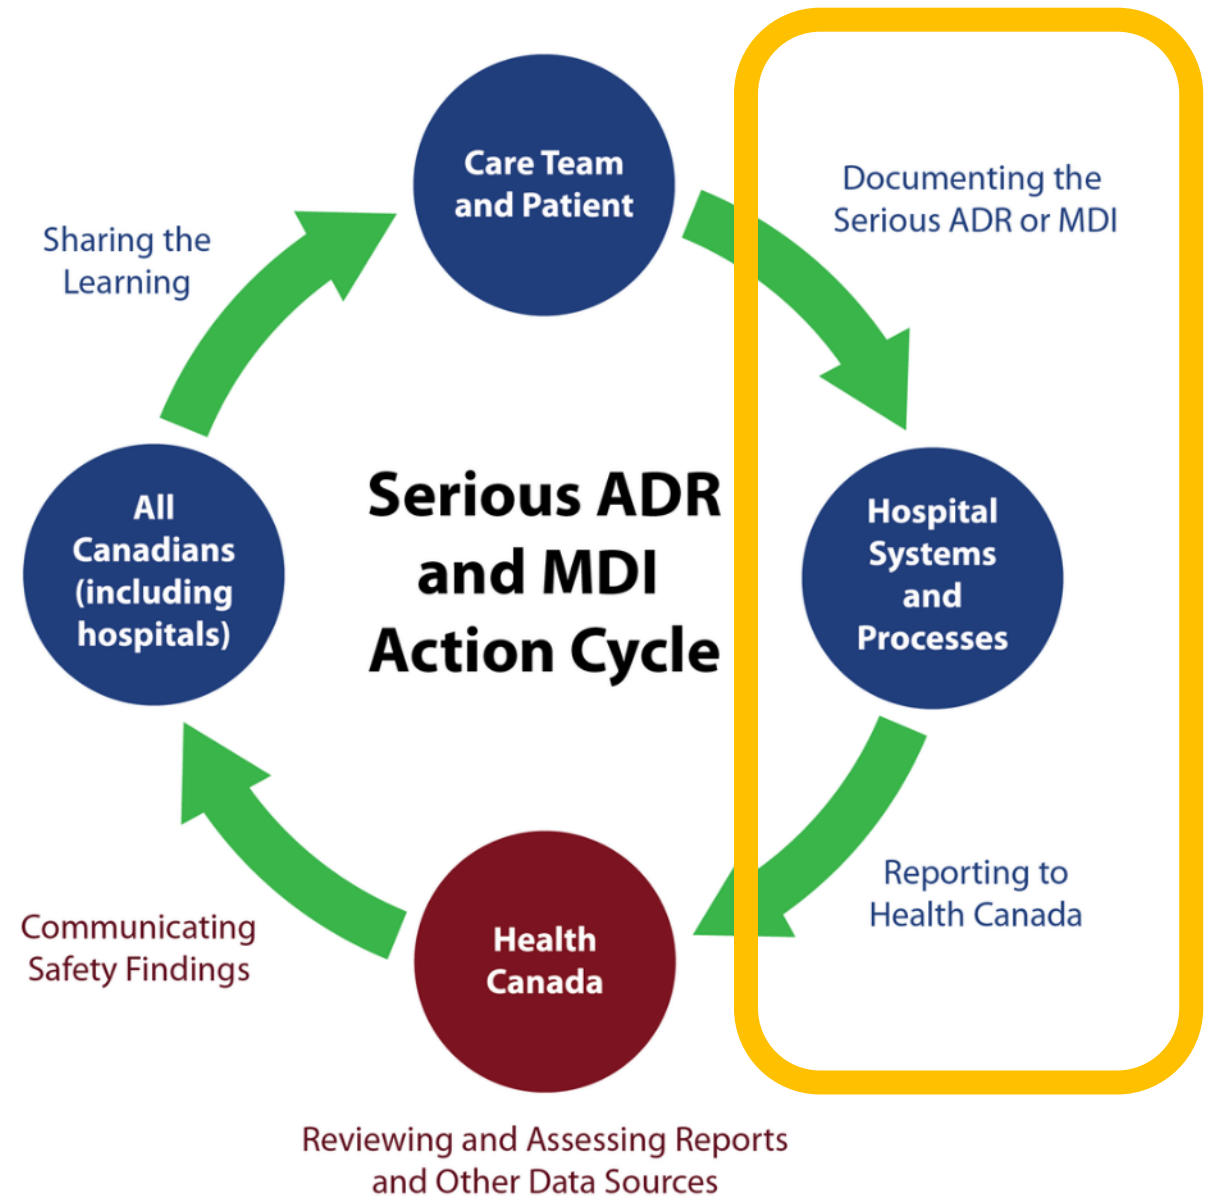 Care Team
and Patient
Documenting the
Serious ADR or MDI
Hospital
Systems
and
Processes
Reporting to
Health Canada
Health
Canada
Reviewing and Assessing Reports
and Other Data Sources
Communicating
Safety Findings
All
Canadians
(including
hospitals)
Sharing the
Learning
Serious ADR
and MDI
Action Cycle